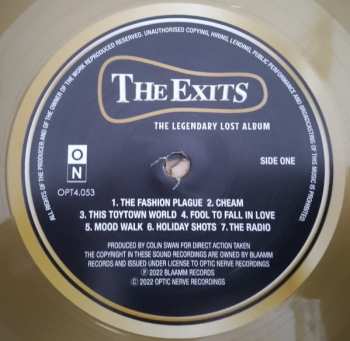 ALL RIGHTS OF THE PRODUCER AND OF THE OWNER OF THE WORK REPRODUCED RESERVED. UNAUTHORISED COPYING, HIRING, LENDING, PUBLIC PERFORMANCE AND BROADCASTING OF THIS MUSIC IS PROHIBITED
THE EXITS
THE LEGENDARY LOST ALBUM
O
N
OPT4.053
SIDE ONE
1. THE FASHION PLAGUE 2. CHEAM
3. THIS TOYTOWN WORLD 4. FOOL TO FALL IN LOVE
5. MOOD WALK 6. HOLIDAY SHOTS 7. THE RADIO
PRODUCED BY COLIN SWAN FOR DIRECT ACTION TAKEN
THE COPYRIGHT IN THESE SOUND RECORDINGS ARE OWNED BY BLAAMM
RECORDS AND ISSUED UNDER LICENSE TO OPTIC NERVE RECORDINGS
Ⓟ 2022 BLAAMM RECORDS
© 2022 OPTIC NERVE RECORDINGS